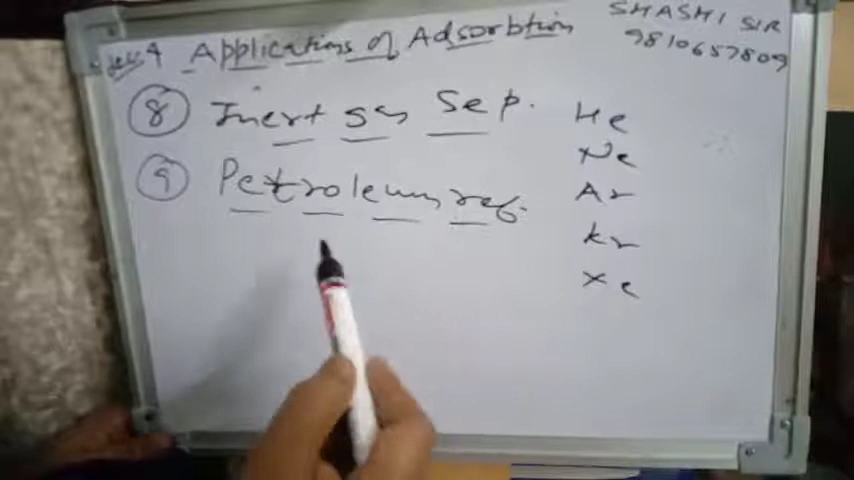 Applications of Adsorbtion
SHASHI SIR
9810657809
8 Inert gas Sep.
9 Petroleum ref.
He
Ne
Ar
Kr
Xe